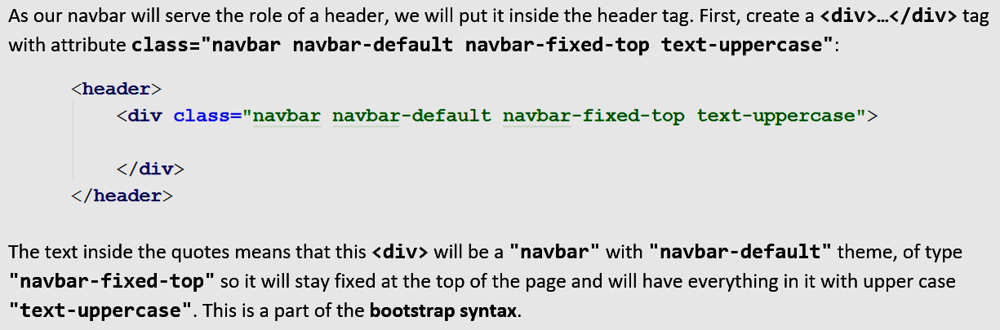 As our navbar will serve the role of a header, we will put it inside the header tag. First, create a <div>…</div> tag
with attribute class="navbar navbar-default navbar-fixed-top text-uppercase":
<header>
<div class="navbar navbar-default navbar-fixed-top text-uppercase">
</div>
</header>
The text inside the quotes means that this <div> will be a "navbar" with "navbar-default" theme, of type
"navbar-fixed-top" so it will stay fixed at the top of the page and will have everything in it with upper case
"text-uppercase". This is a part of the bootstrap syntax.